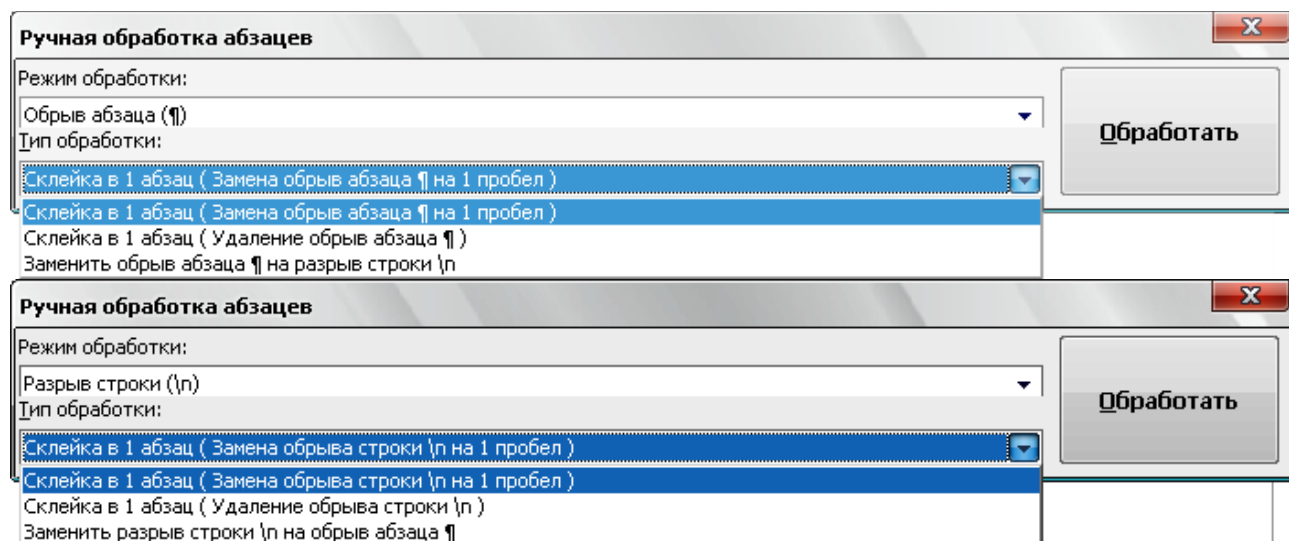 Ручная обработка абзацев
Режим обработки:
Обрыв абзаца (¶)
Тип обработки:
Обработать
Склейка в 1 абзац ( Замена обрыв абзаца ¶ на 1 пробел )
Склейка в 1 абзац ( Замена обрыв абзаца ¶ на 1 пробел )
Склейка в 1 абзац ( Удаление обрыв абзаца ¶ )
Заменить обрыв абзаца ¶ на разрыв строки \n
Ручная обработка абзацев
Режим обработки:
Разрыв строки (\n)
Тип обработки:
Обработать
Склейка в 1 абзац ( Замена обрыва строки \n на 1 пробел )
Склейка в 1 абзац ( Замена обрыва строки \n на 1 пробел )
Склейка в 1 абзац ( Удаление обрыва строки \n )
Заменить разрыв строки \n на обрыв абзаца ¶